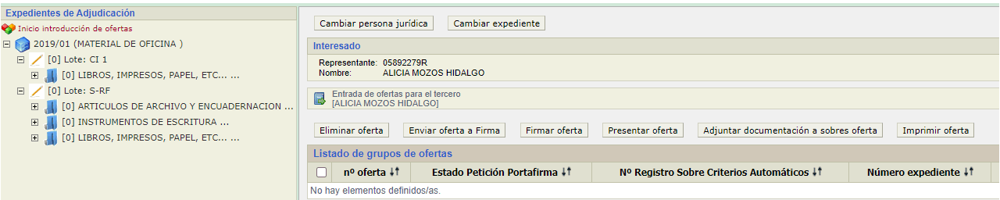 Expedientes de Adjudicación
Inicio introducción de ofertas
2019/01 (MATERIAL DE OFICINA )
[0] Lote: CI 1
[0] LIBROS, IMPRESOS, PAPEL, ETC... ...
[0] Lote: S-RF
[0] ARTICULOS DE ARCHIVO Y ENCUADERNACION ...
[0] INSTRUMENTOS DE ESCRITURA ...
[0] LIBROS, IMPRESOS, PAPEL, ETC... ...
Cambiar persona jurídica Cambiar expediente
Interesado
Representante: 05892279R
Nombre: ALICIA MOZOS HIDALGO
Entrada de ofertas para el tercero
[ALICIA MOZOS HIDALGO]
Eliminar oferta Enviar oferta a Firma Firmar oferta Presentar oferta Adjuntar documentación a sobres oferta Imprimir oferta
Listado de grupos de ofertas
nº oferta Estado Petición Portafirma Nº Registro Sobre Criterios Automáticos Número expediente
No hay elementos definidos/as.